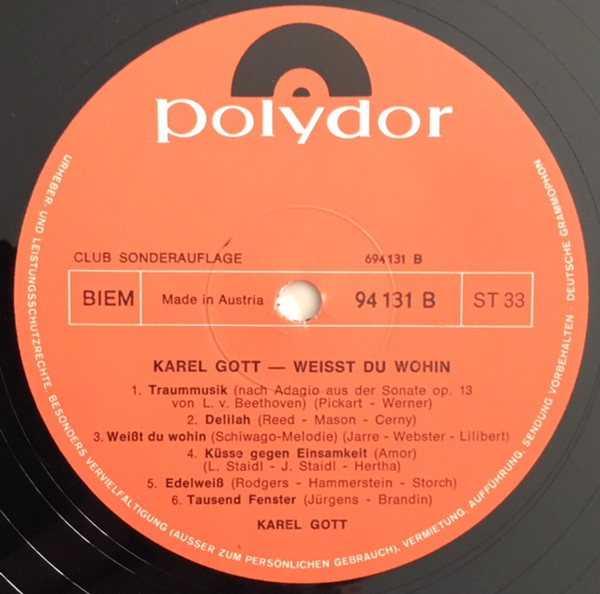 polydor
CLUB SONDERAUFLAGE
694131 B
BIEM
Made in Austria
94 131 B
ST 33
KAREL GOTT — WEISST DU WOHIN
1. Traummusik (nach Adagio aus der Sonate op. 13
von L. v. Beethoven) (Pickart - Werner)
2. Delilah (Reed - Mason - Cerny)
3. Weißt du wohin (Schiwago-Melodie) (Jarre - Webster - Lilibert)
4. Küsse gegen Einsamkeit (Amor)
(L. Staidl - J. Staidl - Hertha)
5. Edelweiß (Rodgers - Hammerstein - Storch)
6. Tausend Fenster (Jürgens - Brandin)
KAREL GOTT
URHEBER- UND LEISTUNGSSCHUTZRECHTE. BESONDERS VERVIELFÄLTIGUNG (AUSSER ZUM PERSÖNLICHEN GEBRAUCH), VERMIETUNG, AUFFÜHRUNG, SENDUNG VORBEHALTEN DEUTSCHE GRAMMOPHON